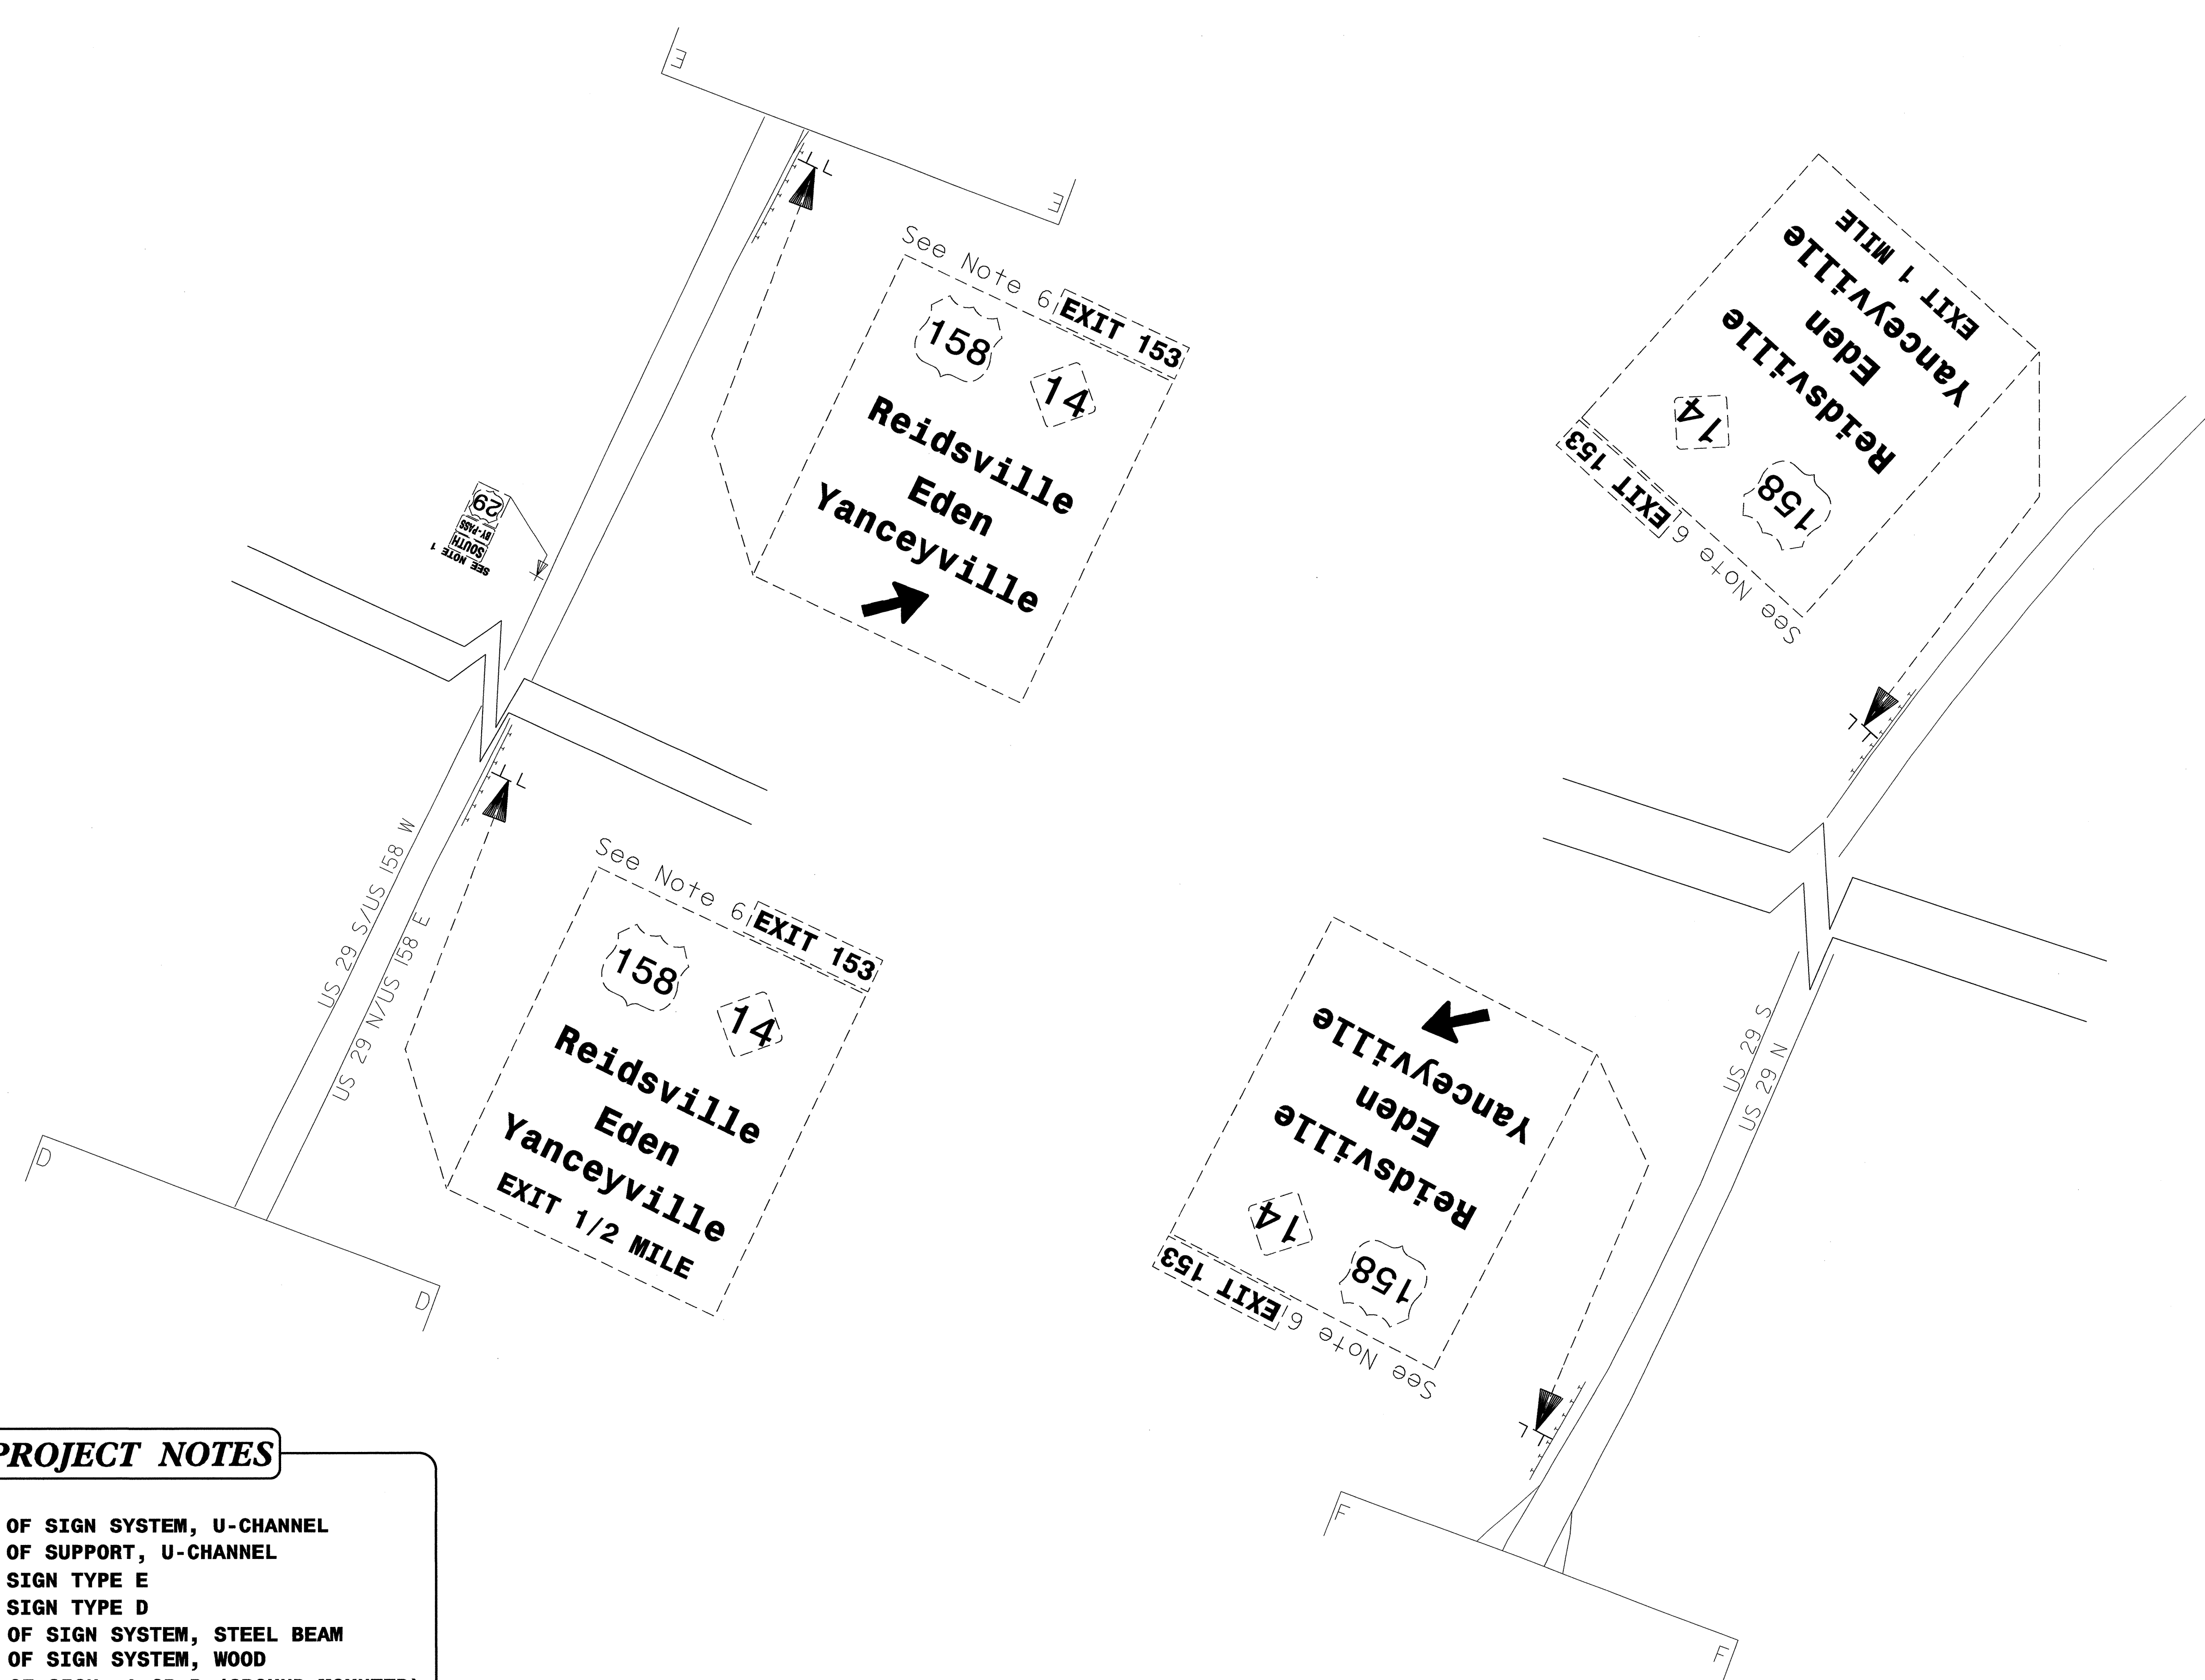 E
E
L
See Note 6
EXIT 153
158
14
Reidsville
Eden
Yanceyville
See Note 6
EXIT 153
158
14
Reidsville
Eden
Yanceyville
EXIT 1 MILE
L
29
BY-PASS
SOUTH
SEE NOTE 1
L
See Note 6
EXIT 153
158
14
Reidsville
Eden
Yanceyville
EXIT 1/2 MILE
US 29 S/US 158 W
US 29 N/US 158 E
D
D
See Note 6
EXIT 153
158
14
Reidsville
Eden
Yanceyville
L
US 29 S
US 29 N
F
F
PROJECT NOTES
OF SIGN SYSTEM, U-CHANNEL
OF SUPPORT, U-CHANNEL
SIGN TYPE E
SIGN TYPE D
OF SIGN SYSTEM, STEEL BEAM
OF SIGN SYSTEM, WOOD